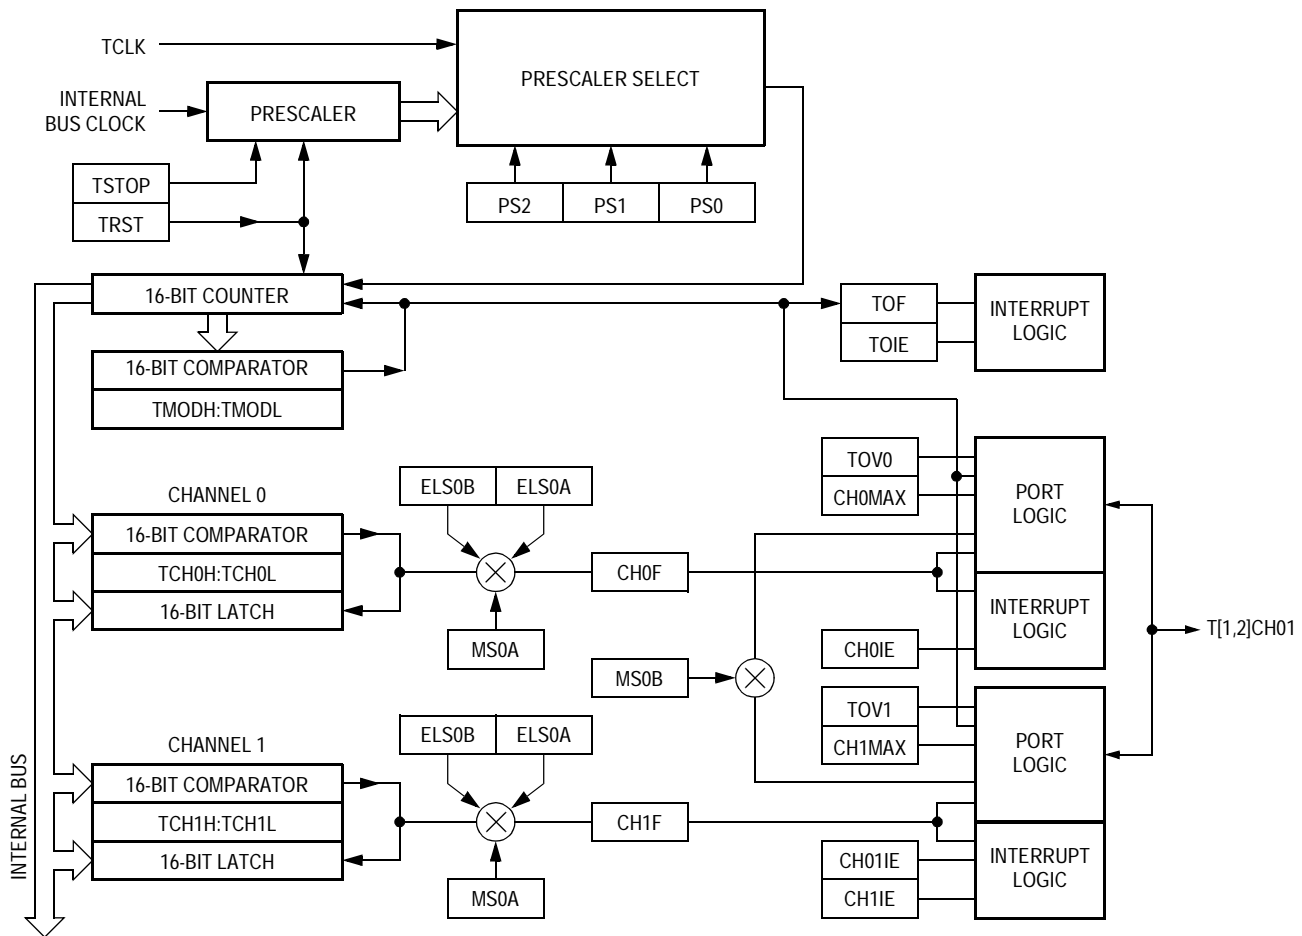 TCLK
PRESCALER SELECT
INTERNAL
BUS CLOCK
PRESCALER
TSTOP
TRST
PS2 PS1 PS0
16-BIT COUNTER
16-BIT COMPARATOR
TMODH:TMODL
TOF
TOIE
INTERRUPT
LOGIC
CHANNEL 0
16-BIT COMPARATOR
TCH0H:TCH0L
16-BIT LATCH
ELS0B ELS0A
MS0A
CH0F
TOV0
CH0MAX
PORT
LOGIC
INTERRUPT
LOGIC
CH0IE
MS0B
T[1,2]CH01
CHANNEL 1
16-BIT COMPARATOR
TCH1H:TCH1L
16-BIT LATCH
ELS0B ELS0A
MS0A
CH1F
TOV1
CH1MAX
PORT
LOGIC
CH01IE
CH1IE
INTERRUPT
LOGIC
INTERNAL BUS